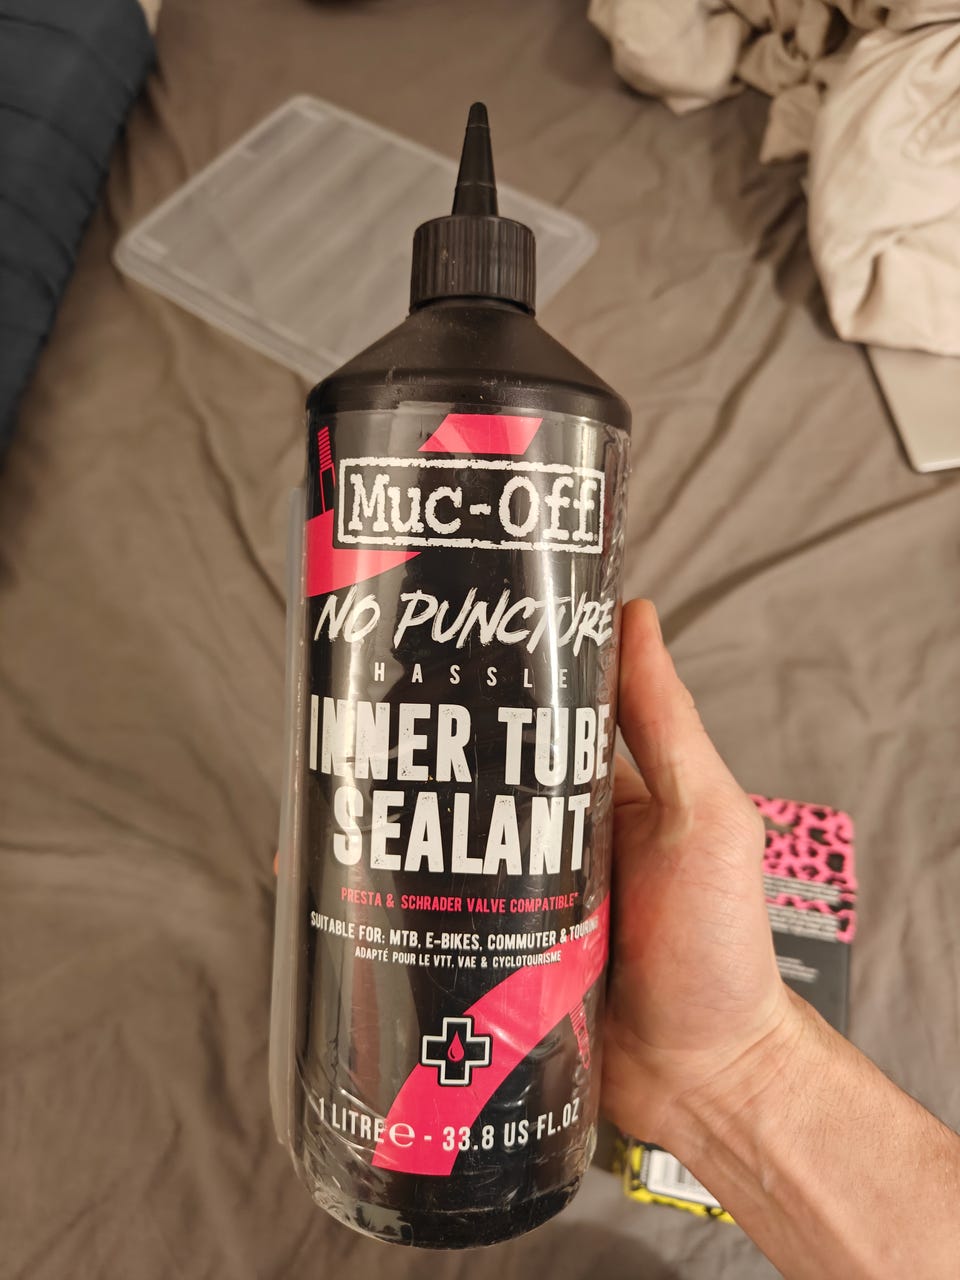 Muc-Off
NO PUNCTURE
HASSLE
INNER TUBE
SEALANT
PRESTA & SCHRADER VALVE COMPATIBLE*
SUITABLE FOR: MTB, E-BIKES, COMMUTER & TOURING
ADAPTÉ POUR LE VTT, VAE & CYCLOTOURISME
1 LITRE ℮ - 33.8 US FL.OZ